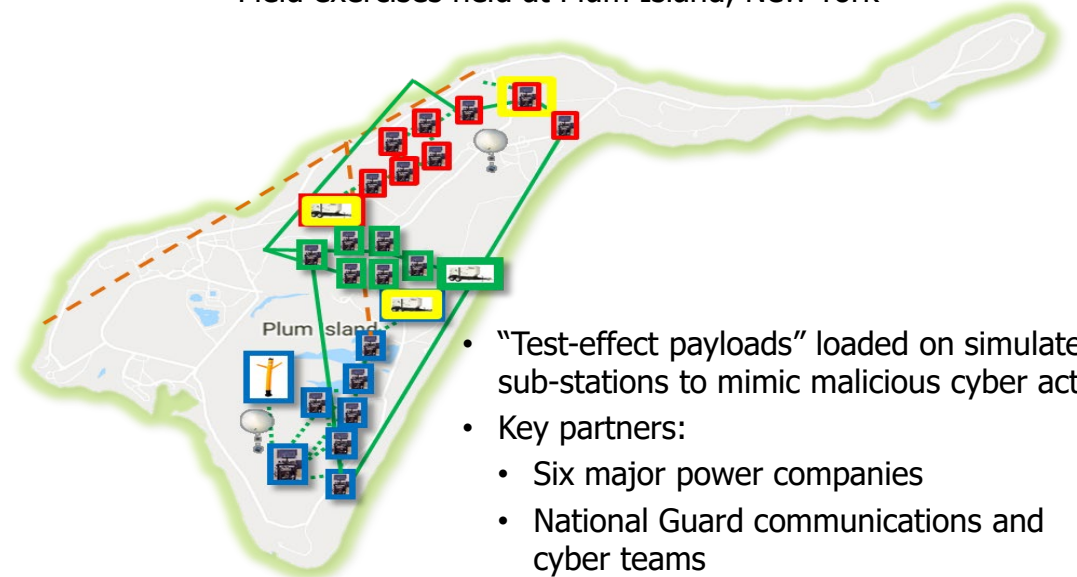 Field exercises held at Plum Island, New York
Plum Island
• “Test-effect payloads” loaded on simulate
sub-stations to mimic malicious cyber act
• Key partners:
• Six major power companies
• National Guard communications and
cyber teams